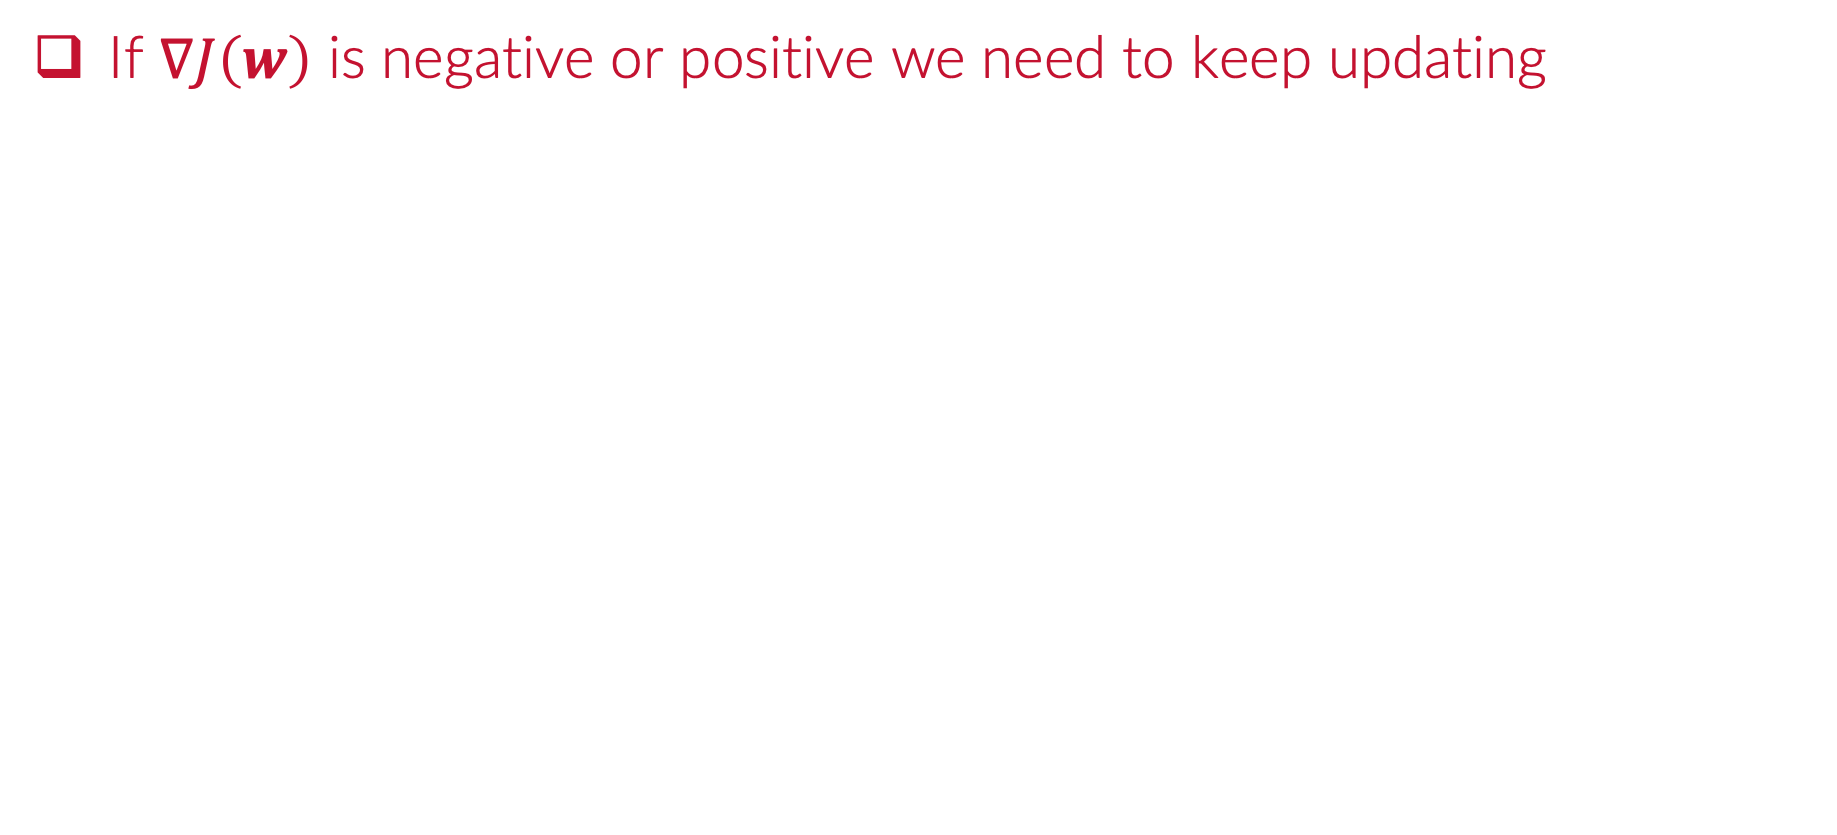 ❑ If ∇J(w) is negative or positive we need to keep updating